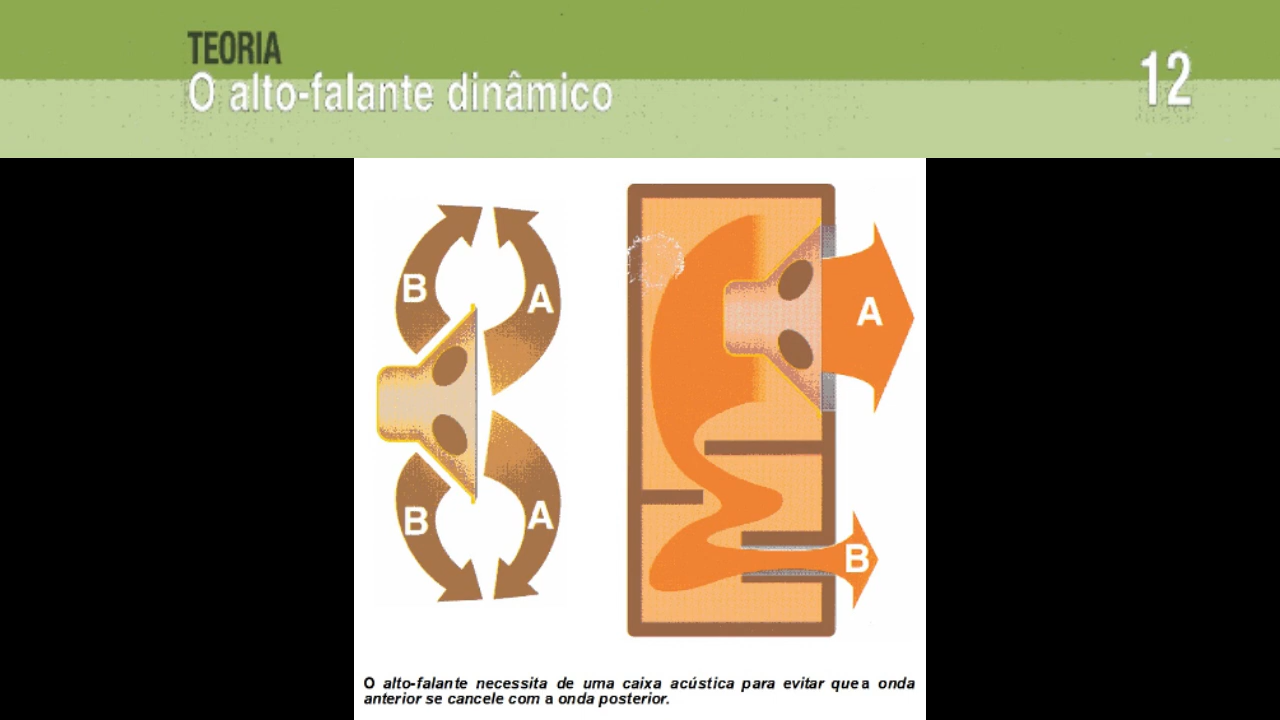 TEORIA
O alto-falante dinâmico
12
B
A
A
B
A
B
O alto-falante necessita de uma caixa acústica para evitar que a onda
anterior se cancele com a onda posterior.